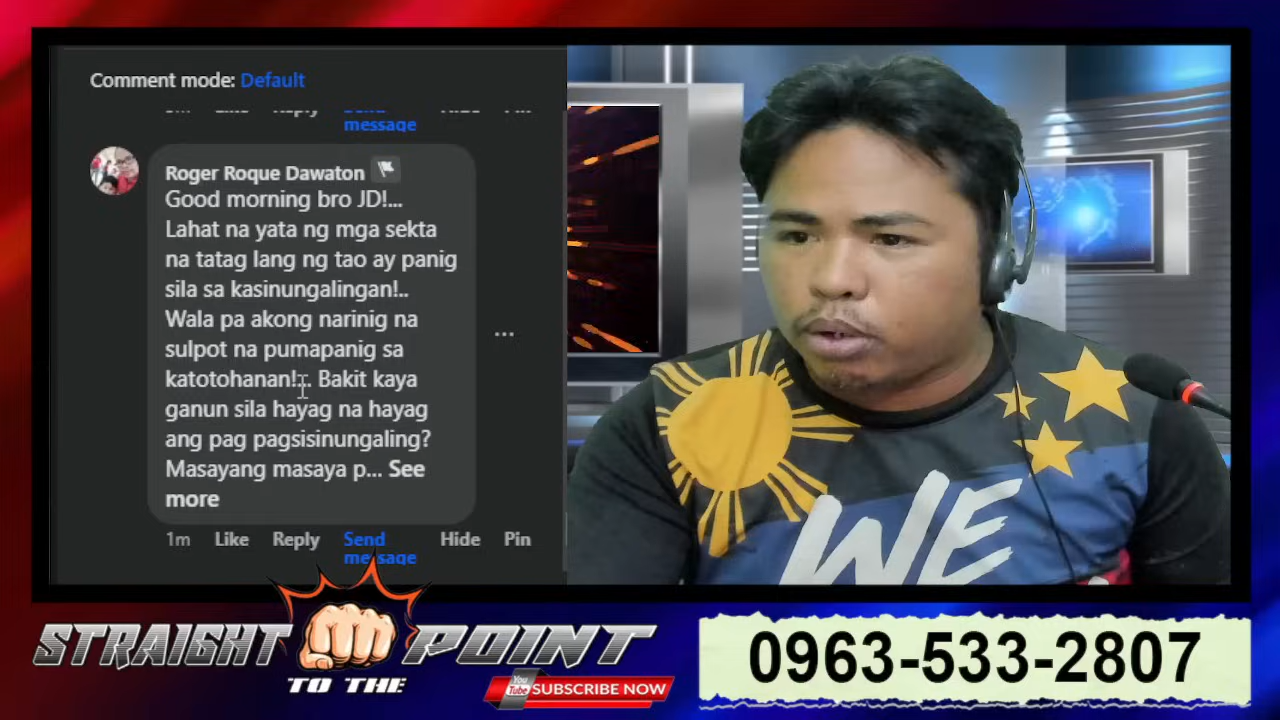 Comment mode: Default
message
Roger Roque Dawaton
Good morning bro JD!...
Lahat na yata ng mga sekta
na tatag lang ng tao ay panig
sila sa kasinungalingan!..
Wala pa akong narinig na
sulpot na pumapanig sa
katotohanan!... Bakit kaya
ganun sila hayag na hayag
ang pag pagsisinungaling?
Masayang masaya p... See
more
1m Like Reply Send message Hide Pin
WE
STRAIGHT TO THE POINT
You Tube SUBSCRIBE NOW
0963-533-2807